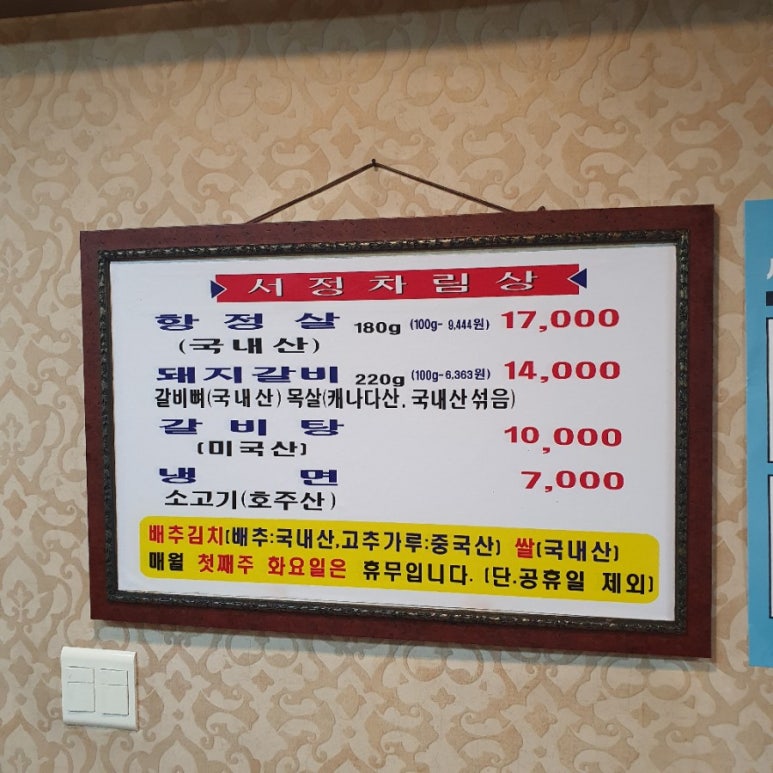 서정차림상
항정살 180g (100g- 9,444원) 17,000
(국내산)
돼지갈비 220g (100g-6,363원) 14,000
갈비뼈(국내산) 목살(캐나다산, 국내산 섞음)
갈비탕 10,000
(미국산)
냉면 7,000
소고기(호주산)
배추김치(배추:국내산,고추가루:중국산) 쌀(국내산)
매월 첫째주 화요일은 휴무입니다. (단.공휴일 제외)